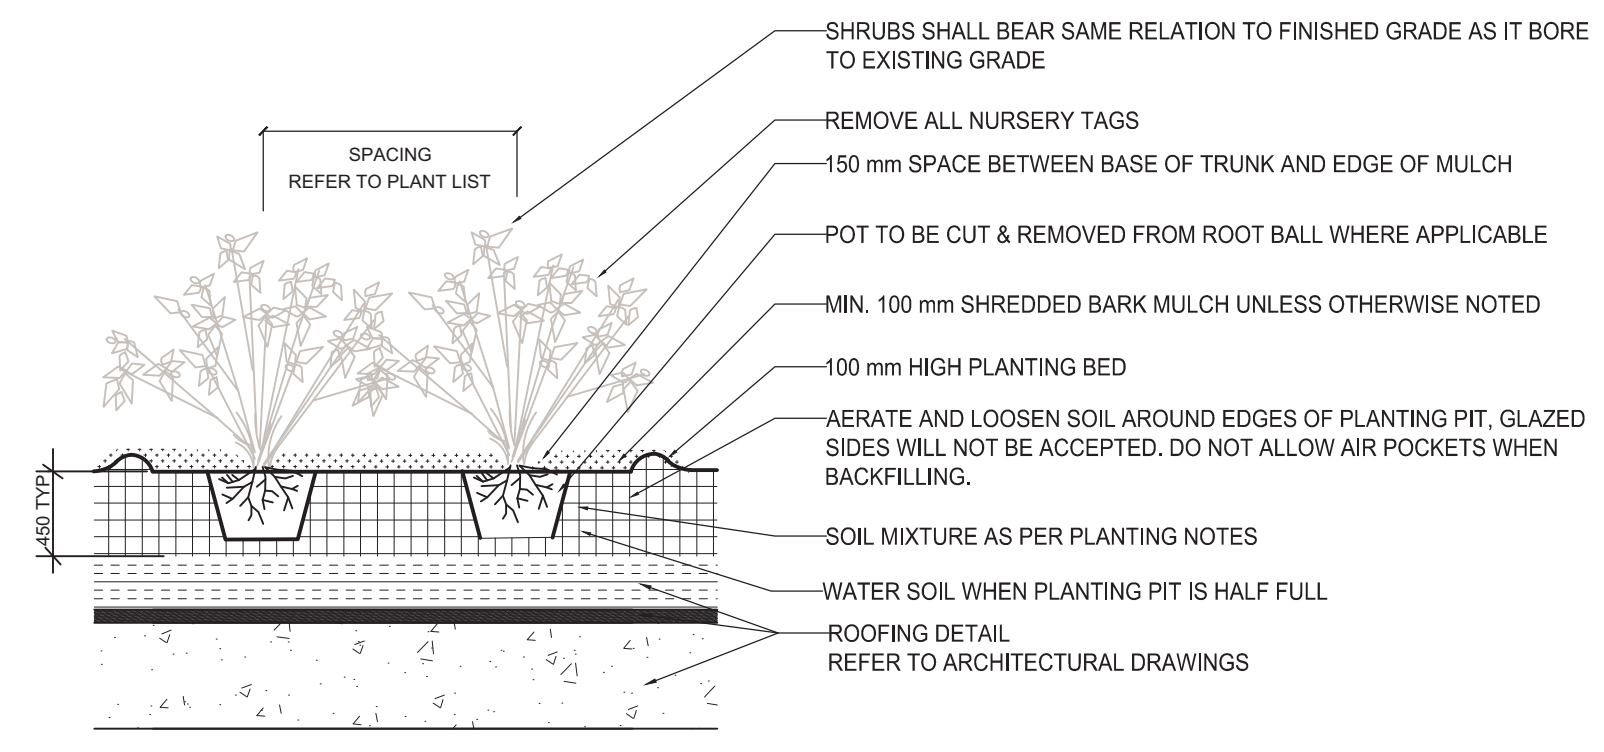 SHRUBS SHALL BEAR SAME RELATION TO FINISHED GRADE AS IT BORE
TO EXISTING GRADE
REMOVE ALL NURSERY TAGS
SPACING
REFER TO PLANT LIST
150 mm SPACE BETWEEN BASE OF TRUNK AND EDGE OF MULCH
POT TO BE CUT & REMOVED FROM ROOT BALL WHERE APPLICABLE
MIN. 100 mm SHREDDED BARK MULCH UNLESS OTHERWISE NOTED
100 mm HIGH PLANTING BED
AERATE AND LOOSEN SOIL AROUND EDGES OF PLANTING PIT, GLAZED
SIDES WILL NOT BE ACCEPTED. DO NOT ALLOW AIR POCKETS WHEN
BACKFILLING.
450 TYP.
SOIL MIXTURE AS PER PLANTING NOTES
WATER SOIL WHEN PLANTING PIT IS HALF FULL
ROOFING DETAIL
REFER TO ARCHITECTURAL DRAWINGS